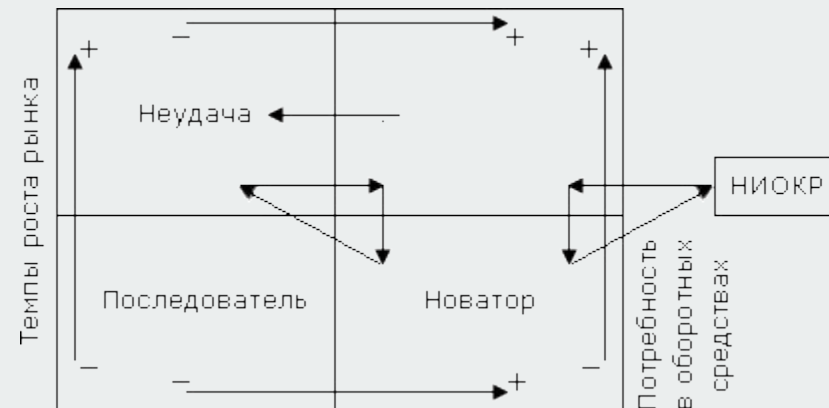 Темпы роста рынка
− +
+
Неудача
НИОКР
Последователь
Новатор
− +
−
− +
Потребность
в оборотных
средствах